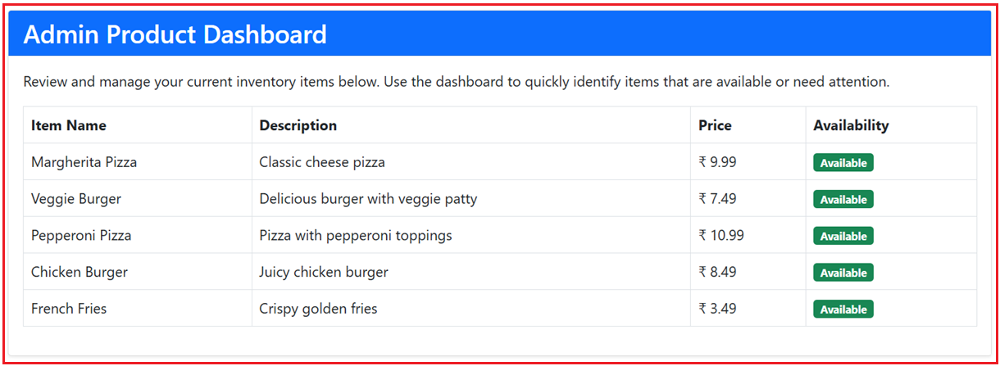 Admin Product Dashboard
Review and manage your current inventory items below. Use the dashboard to quickly identify items that are available or need attention.
Item Name Description Price Availability
Margherita Pizza Classic cheese pizza ₹ 9.99 Available
Veggie Burger Delicious burger with veggie patty ₹ 7.49 Available
Pepperoni Pizza Pizza with pepperoni toppings ₹ 10.99 Available
Chicken Burger Juicy chicken burger ₹ 8.49 Available
French Fries Crispy golden fries ₹ 3.49 Available